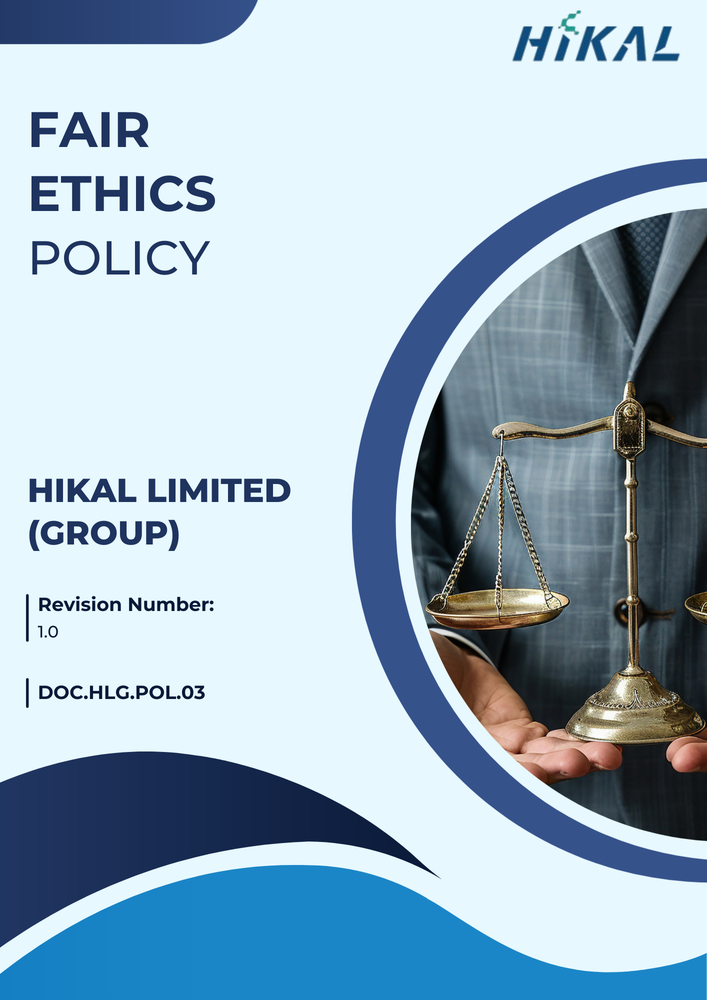 HiKAL
FAIR
ETHICS
POLICY
HIKAL LIMITED
(GROUP)
Revision Number:
1.0
DOC.HLG.POL.03